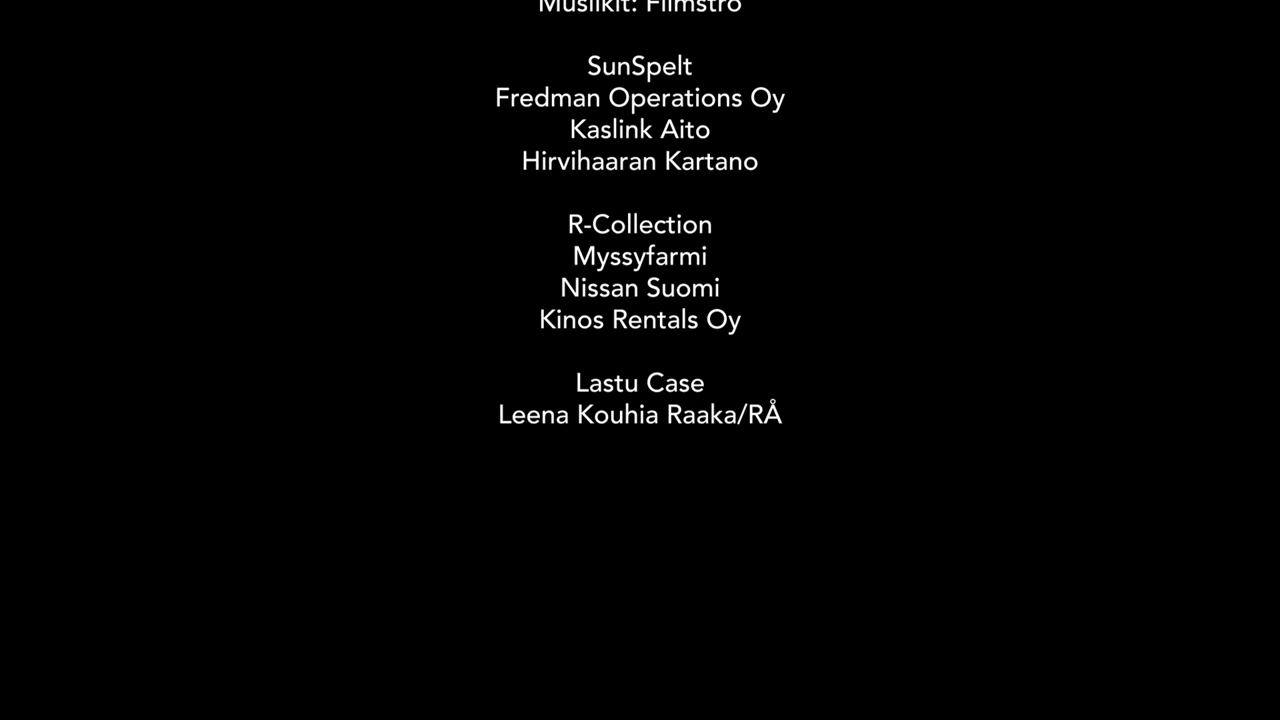 Musiikit: Filmstro
SunSpelt
Fredman Operations Oy
Kaslink Aito
Hirvihaaran Kartano
R-Collection
Myssyfarmi
Nissan Suomi
Kinos Rentals Oy
Lastu Case
Leena Kouhia Raaka/RÅ